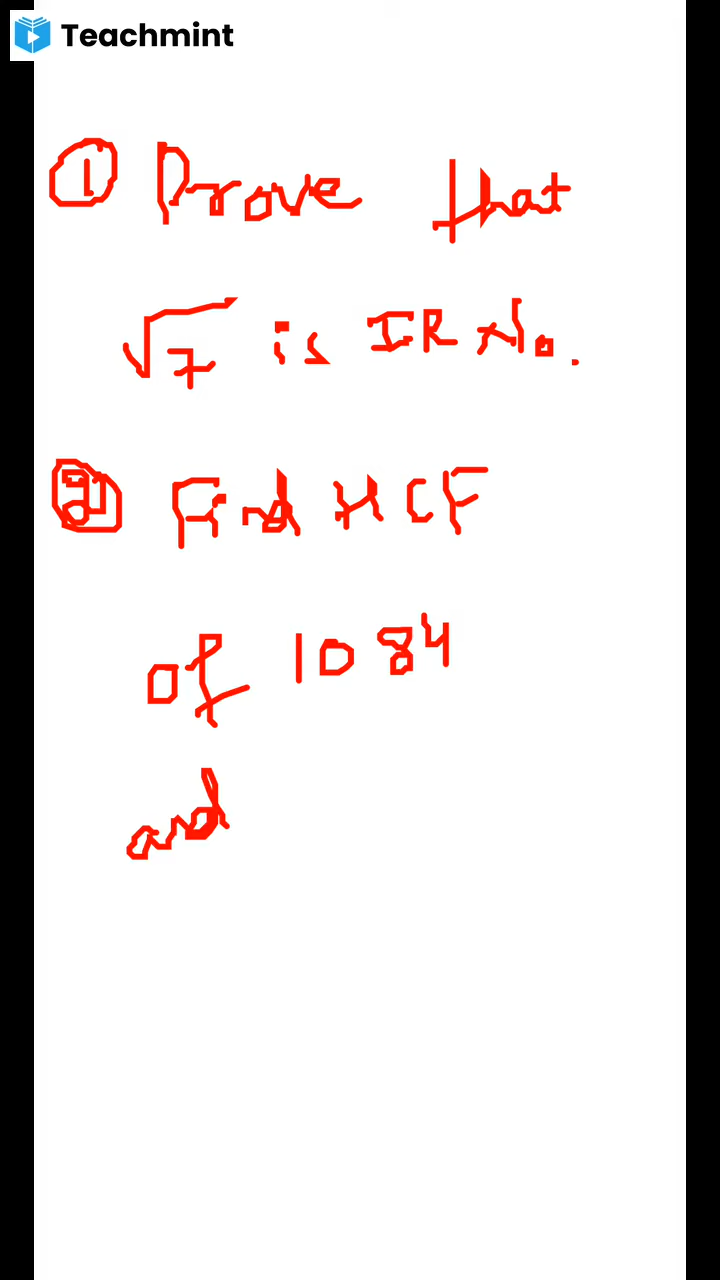 Teachmint
① Prove that
√7 is IR No.
② Find HCF
of 1084
and